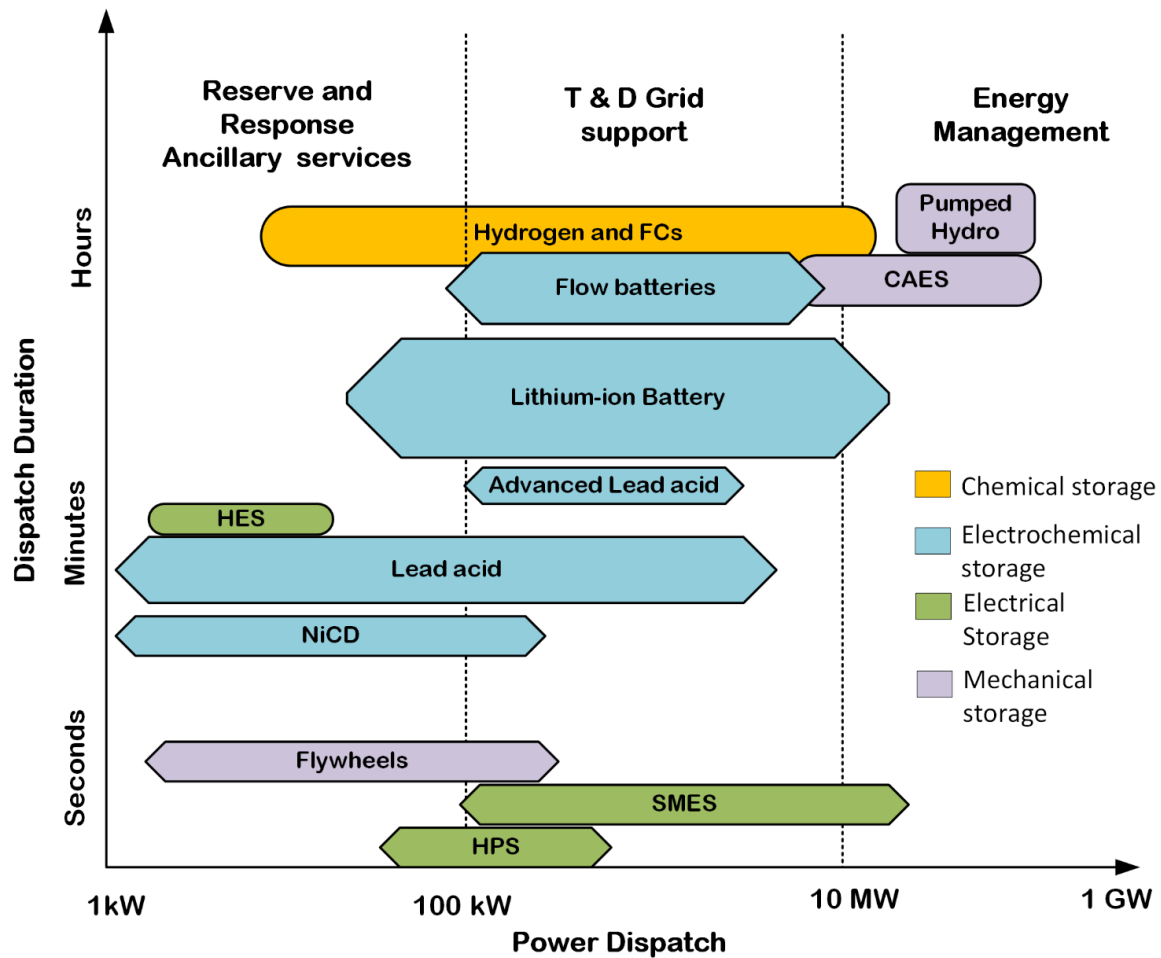 Reserve and
Response
Ancillary services
T & D Grid
support
Energy
Management
Hours
Minutes
Seconds
Dispatch Duration
Pumped
Hydro
Hydrogen and FCs
CAES
Flow batteries
Lithium-ion Battery
Advanced Lead acid
HES
Lead acid
NiCD
Flywheels
SMES
HPS
Chemical storage
Electrochemical
storage
Electrical
Storage
Mechanical
storage
1kW
100 kW
10 MW
1 GW
Power Dispatch